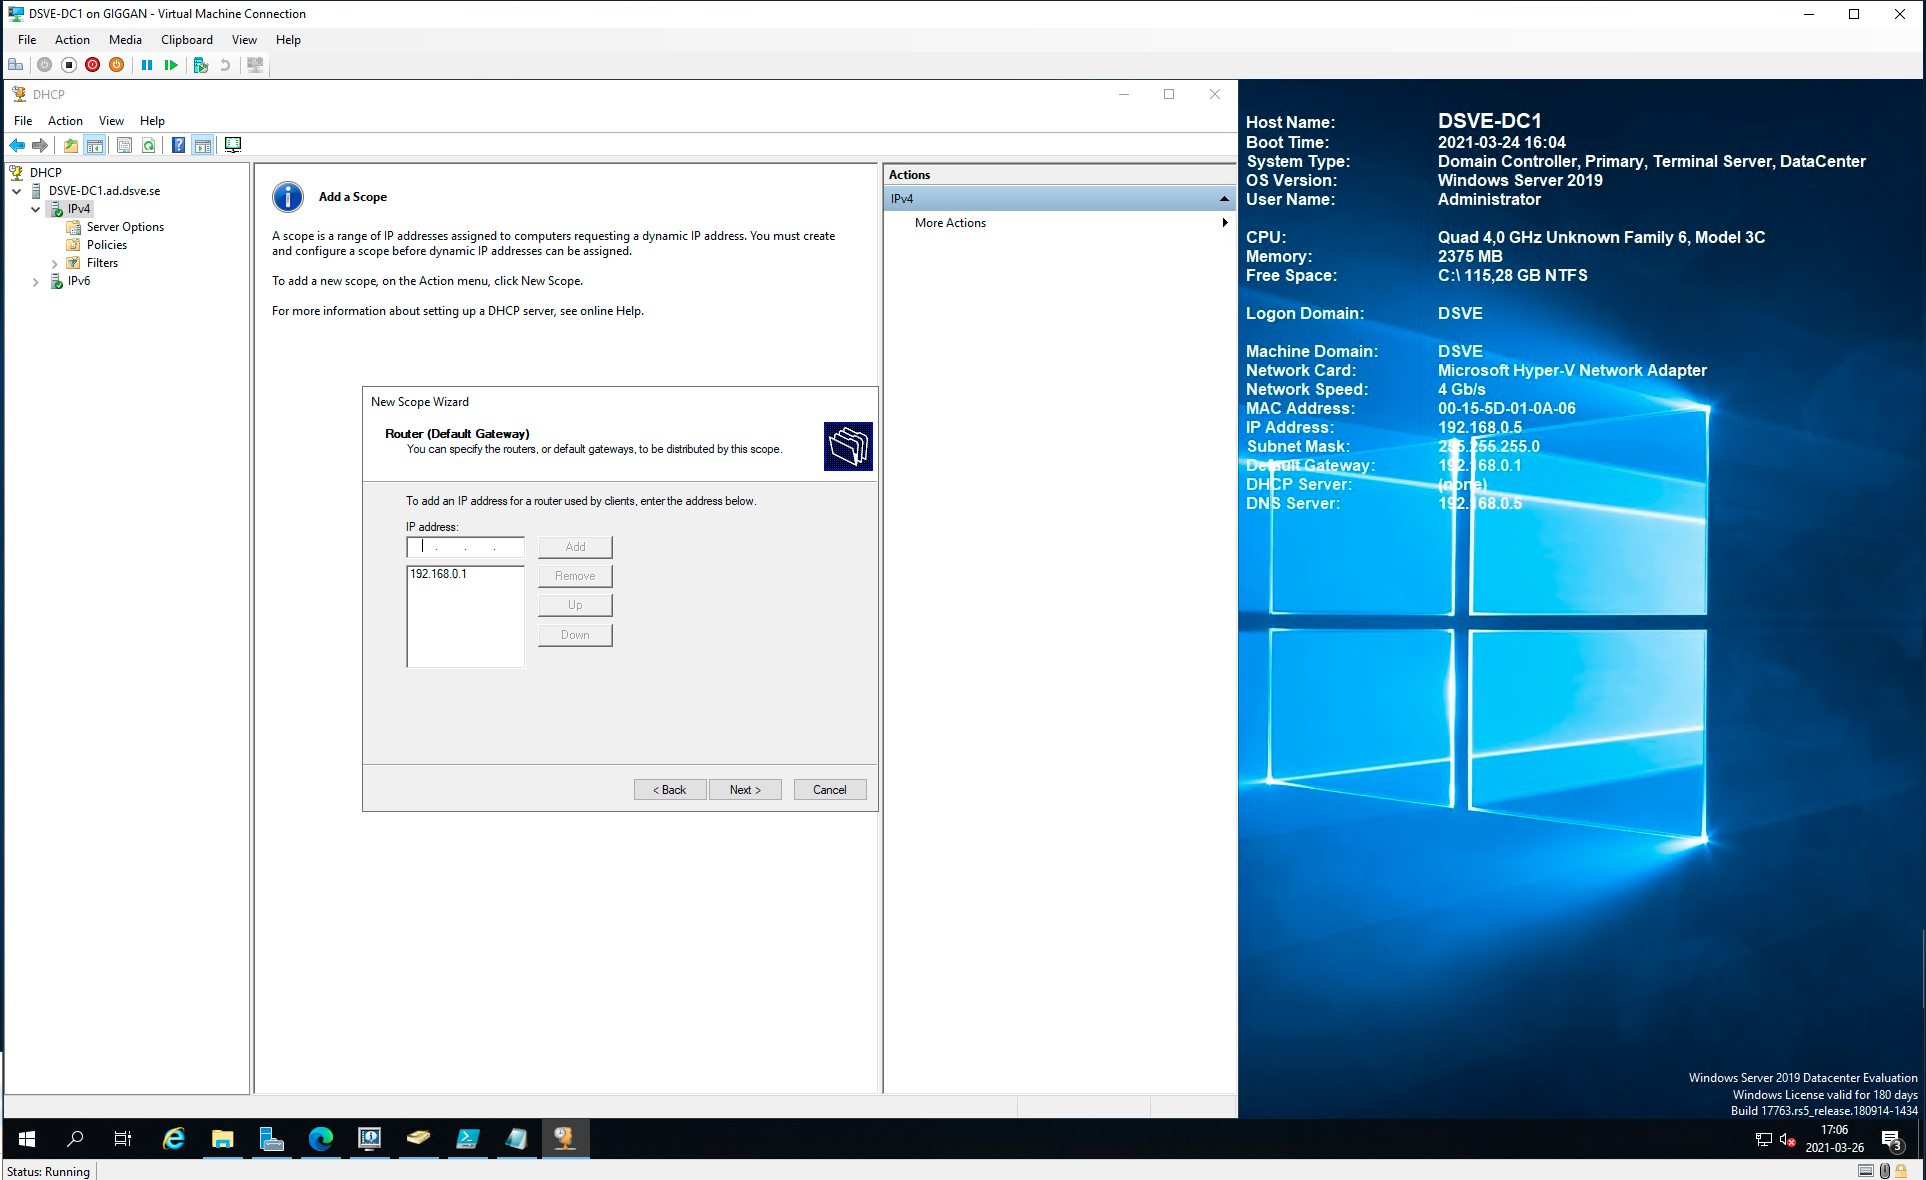 DSVE-DC1 on GIGGAN - Virtual Machine Connection
File Action Media Clipboard View Help
DHCP
File Action View Help
DHCP
DSVE-DC1.ad.dsve.se
IPv4
Server Options
Policies
Filters
IPv6
Add a Scope
A scope is a range of IP addresses assigned to computers requesting a dynamic IP address. You must create
and configure a scope before dynamic IP addresses can be assigned.
To add a new scope, on the Action menu, click New Scope.
For more information about setting up a DHCP server, see online Help.
New Scope Wizard
Router (Default Gateway)
You can specify the routers, or default gateways, to be distributed by this scope.
To add an IP address for a router used by clients, enter the address below.
IP address:
. . .
Add
192.168.0.1
Remove
Up
Down
< Back Next > Cancel
Actions
IPv4
More Actions
Host Name: DSVE-DC1
Boot Time: 2021-03-24 16:04
System Type: Domain Controller, Primary, Terminal Server, DataCenter
OS Version: Windows Server 2019
User Name: Administrator
CPU: Quad 4,0 GHz Unknown Family 6, Model 3C
Memory: 2375 MB
Free Space: C:\ 115,28 GB NTFS
Logon Domain: DSVE
Machine Domain: DSVE
Network Card: Microsoft Hyper-V Network Adapter
Network Speed: 4 Gb/s
MAC Address: 00-15-5D-01-0A-06
IP Address: 192.168.0.5
Subnet Mask: 255.255.255.0
Default Gateway: 192.168.0.1
DHCP Server: (none)
DNS Server: 192.168.0.5
Windows Server 2019 Datacenter Evaluation
Windows License valid for 180 days
Build 17763.rs5_release.180914-1434
17:06
2021-03-26
3
Status: Running